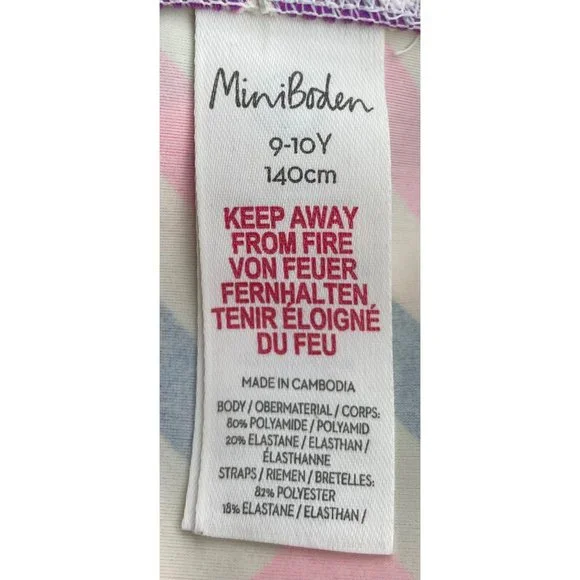 MiniBoden
9-10Y
140cm
KEEP AWAY
FROM FIRE
VON FEUER
FERNHALTEN
TENIR ÉLOIGNÉ
DU FEU
MADE IN CAMBODIA
BODY / OBERMATERIAL / CORPS:
80% POLYAMIDE / POLYAMID
20% ELASTANE / ELASTHAN /
ÉLASTHANNE
STRAPS / RIEMEN / BRETELLES:
82% POLYESTER
18% ELASTANE / ELASTHAN /